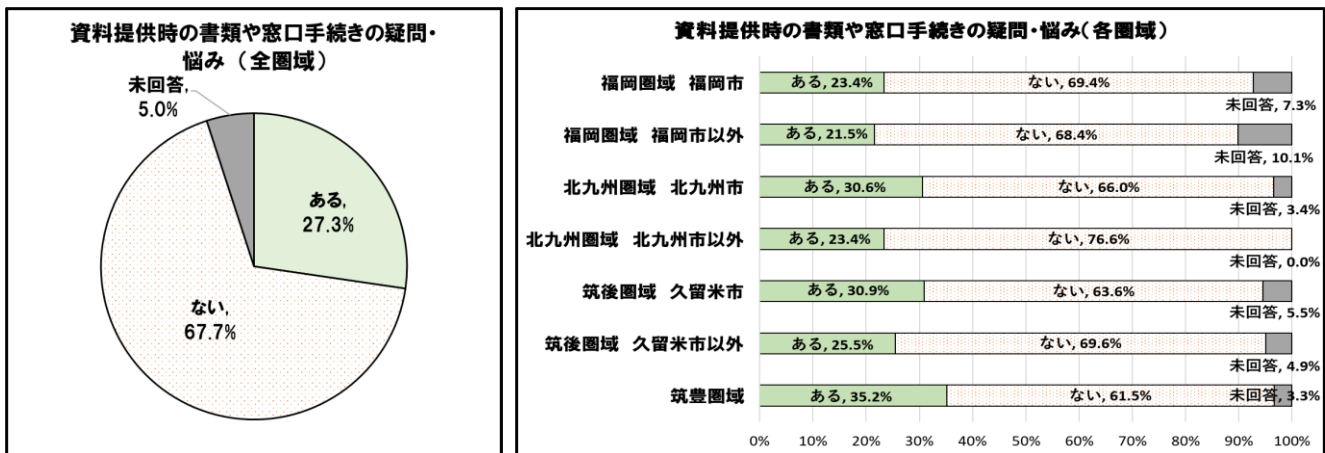 資料提供時の書類や窓口手続きの疑問・
悩み（全圏域）
未回答,
5.0%
ある,
27.3%
ない,
67.7%
資料提供時の書類や窓口手続きの疑問・悩み（各圏域）
福岡圏域 福岡市
ある, 23.4%
ない, 69.4%
未回答, 7.3%
福岡圏域 福岡市以外
ある, 21.5%
ない, 68.4%
未回答, 10.1%
北九州圏域 北九州市
ある, 30.6%
ない, 66.0%
未回答, 3.4%
北九州圏域 北九州市以外
ある, 23.4%
ない, 76.6%
未回答, 0.0%
筑後圏域 久留米市
ある, 30.9%
ない, 63.6%
未回答, 5.5%
筑後圏域 久留米市以外
ある, 25.5%
ない, 69.6%
未回答, 4.9%
筑豊圏域
ある, 35.2%
ない, 61.5%
未回答, 3.3%
0% 10% 20% 30% 40% 50% 60% 70% 80% 90% 100%